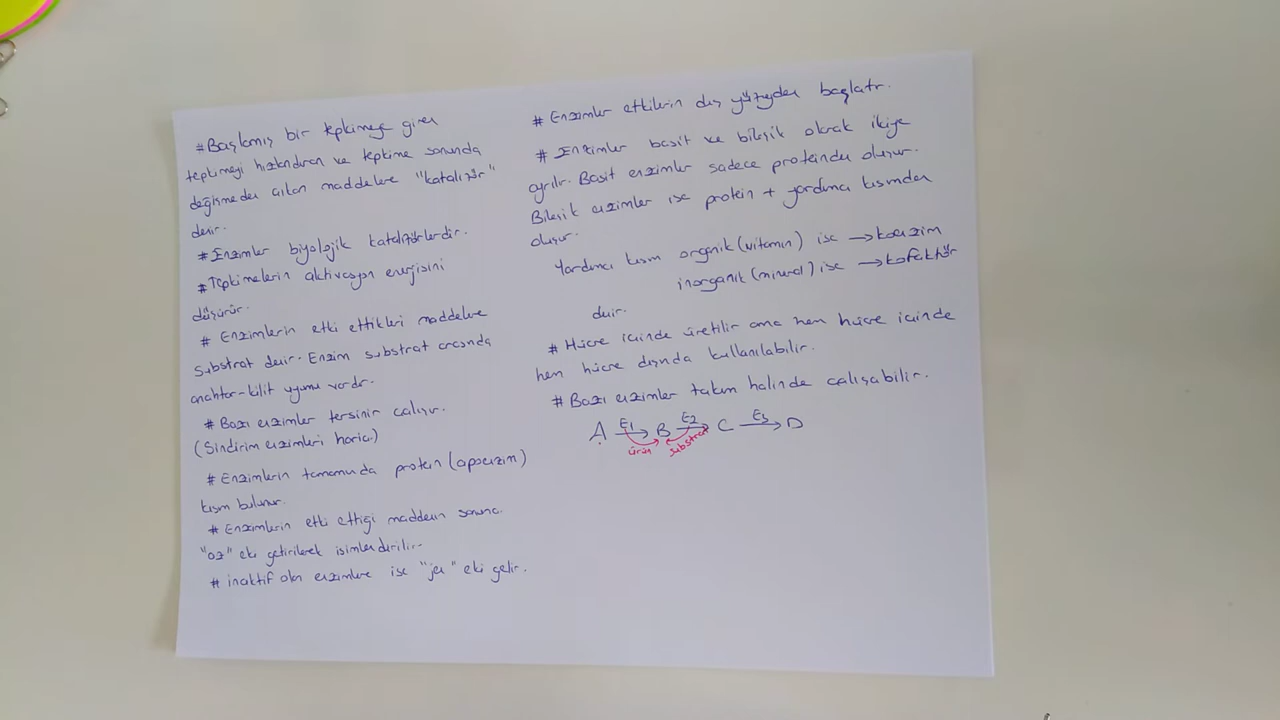 #Başlamış bir tepkimeye giren
tepkimeyi hızlandıran ve tepkime sonunda
değişmeden çıkan maddelere "katalizör"
denir.
#Enzimler biyolojik katalizörlerdir.
#Tepkimelerin aktivasyon enerjisini
düşürür.
# Enzimlerin etki ettikleri maddelere
substrat denir. Enzim substrat arasında
anahtar-kilit uyumu vardır.
# Bazı enzimler tersinir çalışır.
(Sindirim enzimleri hariç)
# Enzimlerin tamamında protein (apoenzim)
kısım bulunur.
# Enzimlerin etki ettiği maddenin sonuna
"az" eki getirilerek isimlendirilir.
# inaktif olan enzimlere ise "jen" eki gelir.
# Enzimler etkilerin dış yüzeyden başlatır.
# Enzimler basit ve bileşik olarak ikiye
ayrılır. Basit enzimler sadece proteinden oluşur.
Bileşik enzimler ise protein + yardımcı kısımdan
oluşur.
Yardımcı kısım organik (vitamin) ise →koenzim
inorganik (mineral) ise →kofaktör
denir.
# Hücre içinde üretilir ama hem hücre içinde
hem hücre dışında kullanılabilir.
# Bazı enzimler takım halinde çalışabilir.
A E1→ B E2→ C E3→ D
ürün substrat